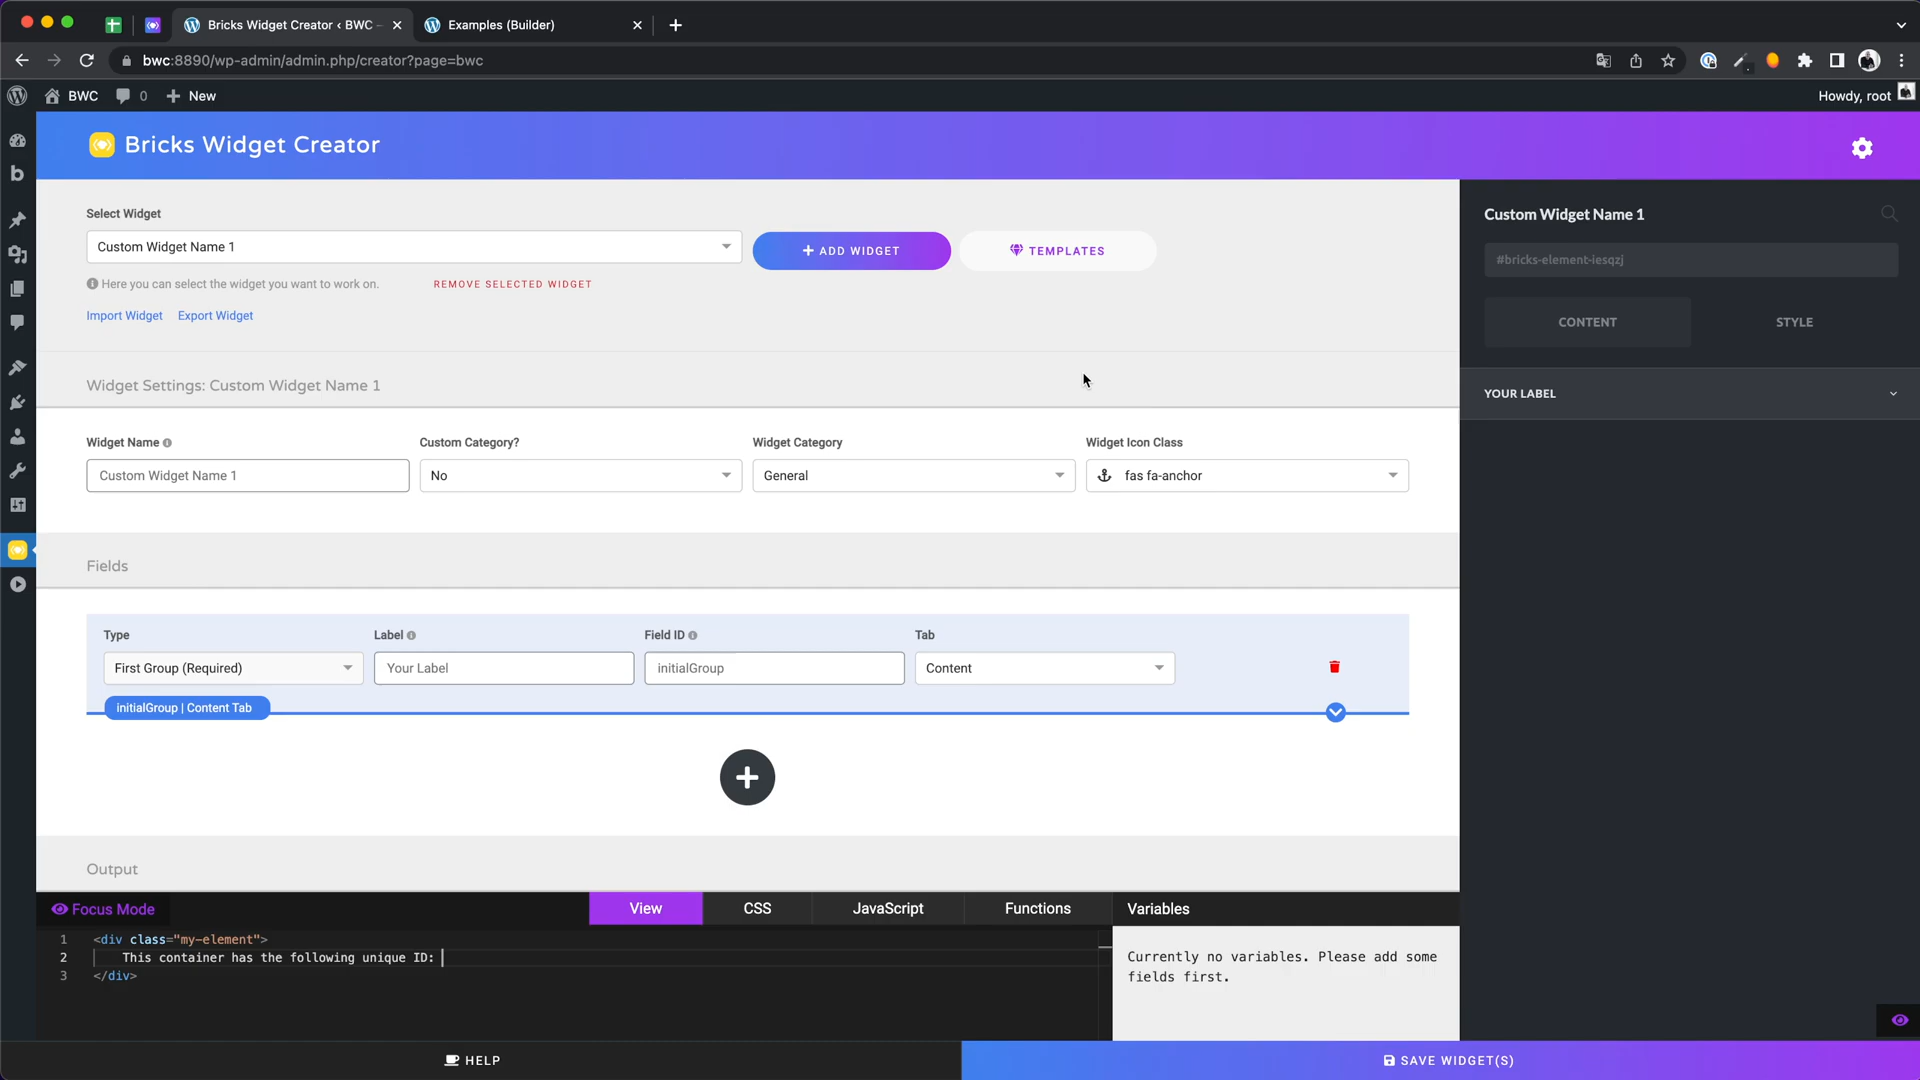 Bricks Widget Creator ‹ BWC –
Examples (Builder)
bwc:8890/wp-admin/admin.php/creator?page=bwc
BWC
0
New
Howdy, root
Bricks Widget Creator
Select Widget
Custom Widget Name 1
ADD WIDGET
TEMPLATES
Here you can select the widget you want to work on.
REMOVE SELECTED WIDGET
Import Widget
Export Widget
Widget Settings: Custom Widget Name 1
Widget Name
Custom Category?
Widget Category
Widget Icon Class
Custom Widget Name 1
No
General
fas fa-anchor
Fields
Type
Label
Field ID
Tab
First Group (Required)
Your Label
initialGroup
Content
initialGroup | Content Tab
Output
Focus Mode
View
CSS
JavaScript
Functions
Variables
1 <div class="my-element">
2 This container has the following unique ID:
3 </div>
Currently no variables. Please add some
fields first.
Custom Widget Name 1
#bricks-element-iesqzj
CONTENT
STYLE
YOUR LABEL
HELP
SAVE WIDGET(S)